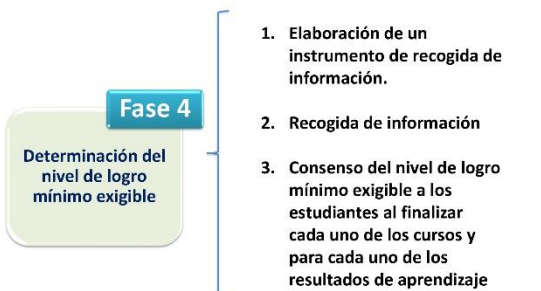 Fase 4
Determinación del
nivel de logro
mínimo exigible
1. Elaboración de un
instrumento de recogida de
información.
2. Recogida de información
3. Consenso del nivel de logro
mínimo exigible a los
estudiantes al finalizar
cada uno de los cursos y
para cada uno de los
resultados de aprendizaje